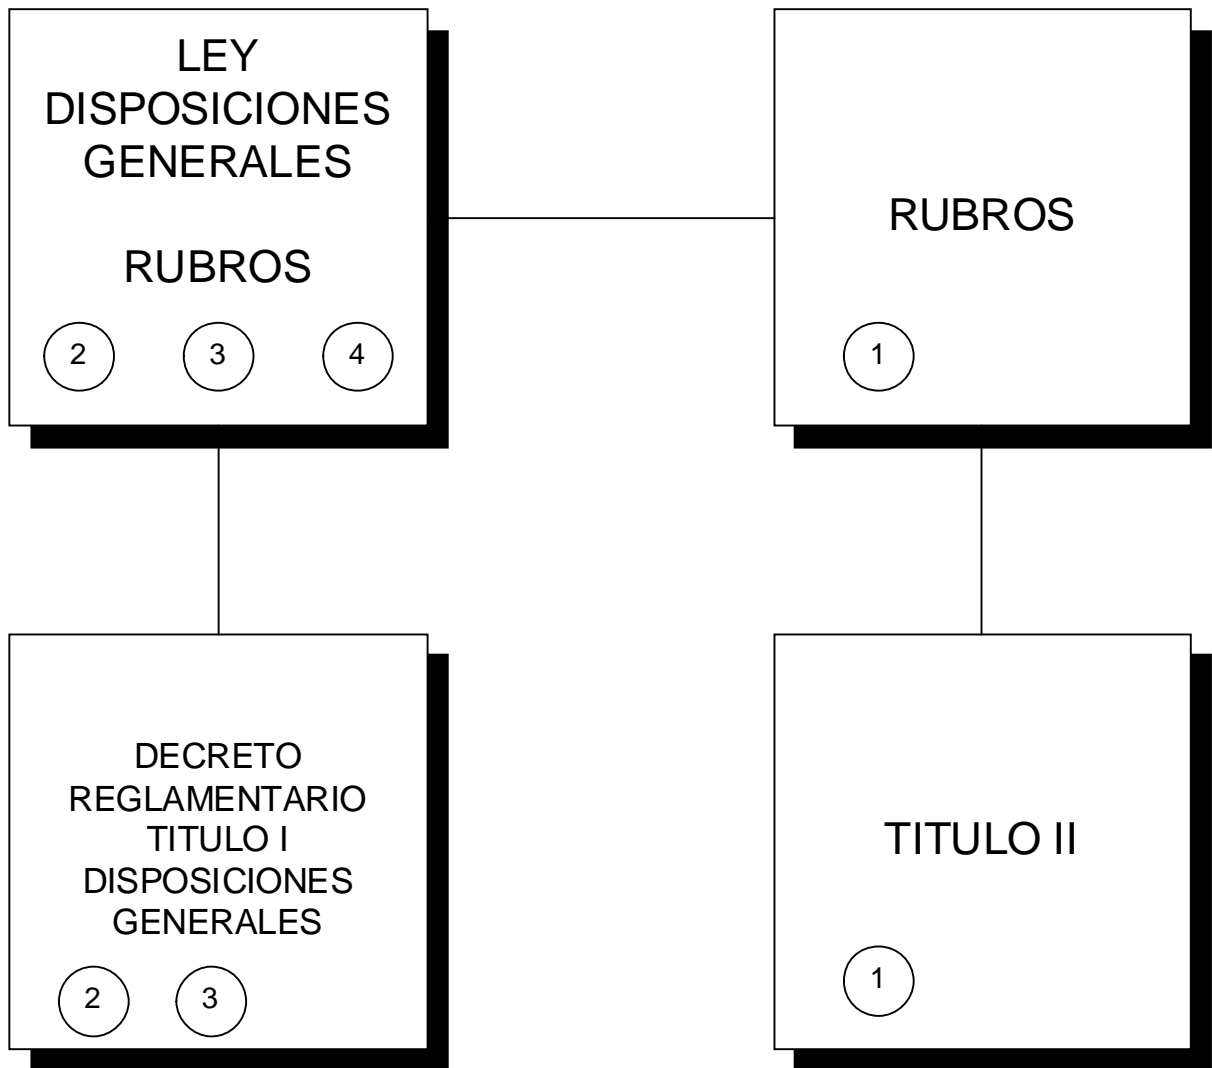 LEY
DISPOSICIONES
GENERALES
RUBROS
2 3 4
RUBROS
1
DECRETO
REGLAMENTARIO
TITULO I
DISPOSICIONES
GENERALES
2 3
TITULO II
1